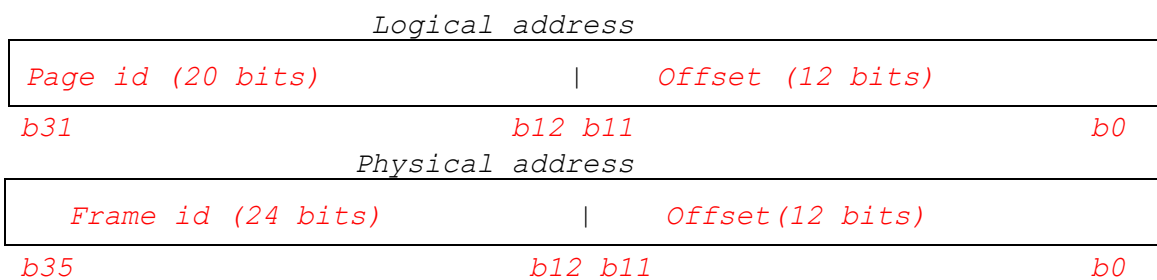 Logical address
Page id (20 bits) | Offset (12 bits)
b31 b12 b11 b0
Physical address
Frame id (24 bits) | Offset(12 bits)
b35 b12 b11 b0